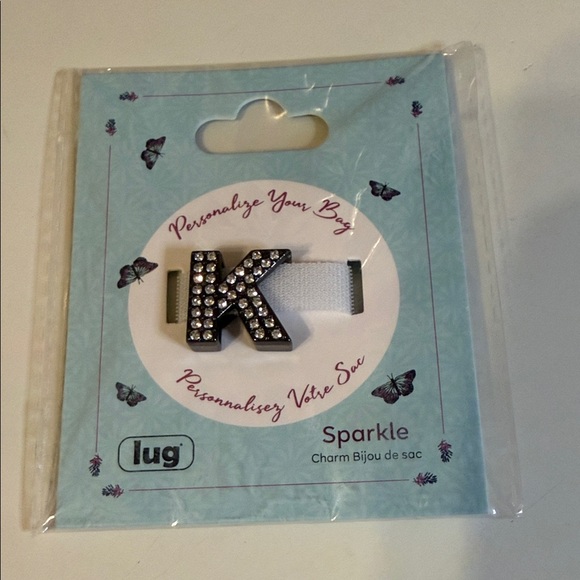 Personalize Your Bag
K
Personnalisez Votre Sac
lug
Sparkle
Charm Bijou de sac